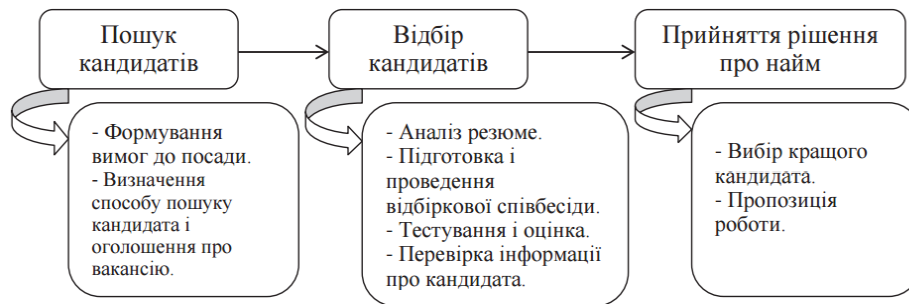 Пошук
кандидатів
Відбір
кандидатів
Прийняття рішення
про найм
- Формування
вимог до посади.
- Визначення
способу пошуку
кандидата і
оголошення про
вакансію.
- Аналіз резюме.
- Підготовка і
проведення
відбіркової співбесіди.
- Тестування і оцінка.
- Перевірка інформації
про кандидата.
- Вибір кращого
кандидата.
- Пропозиція
роботи.